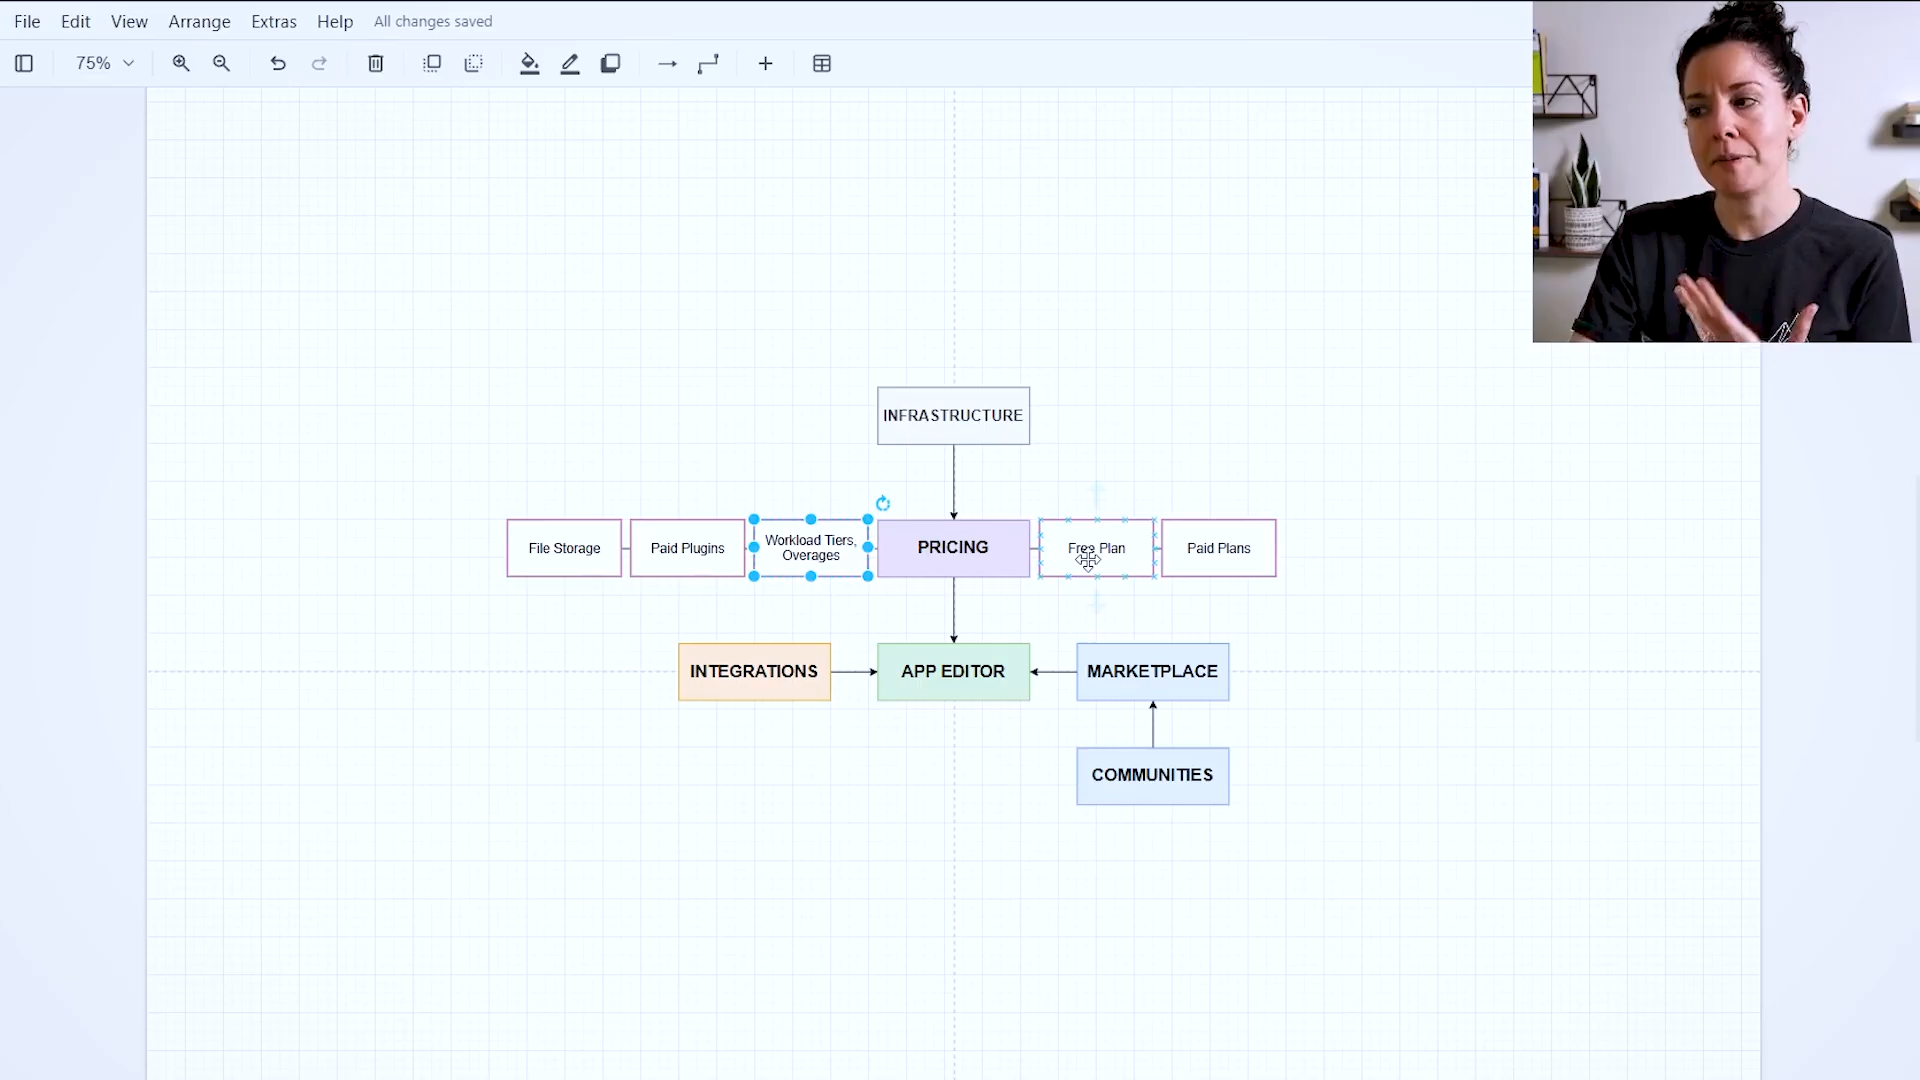 File Edit View Arrange Extras Help All changes saved
75%
INFRASTRUCTURE
File Storage
Paid Plugins
Workload Tiers,
Overages
PRICING
Free Plan
Paid Plans
INTEGRATIONS
APP EDITOR
MARKETPLACE
COMMUNITIES